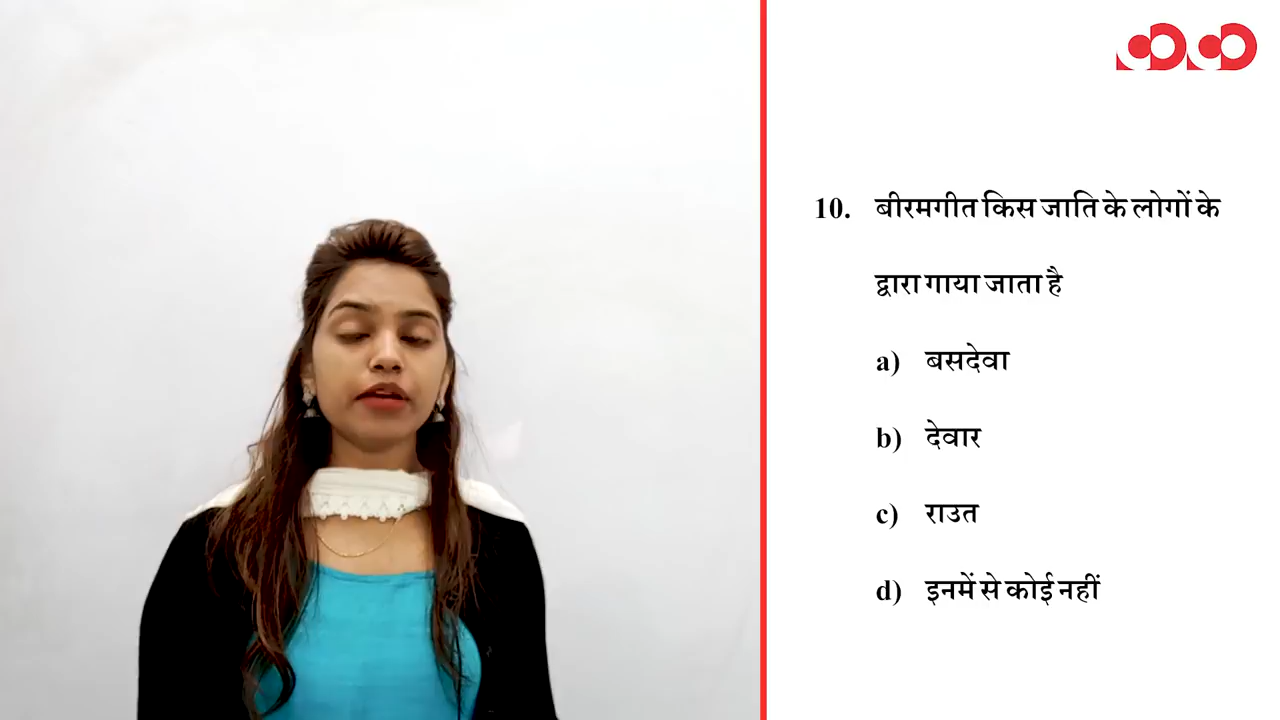 10. बीरमगीत किस जाति के लोगों के
द्वारा गाया जाता है
a) बसदेवा
b) देवार
c) राउत
d) इनमें से कोई नहीं